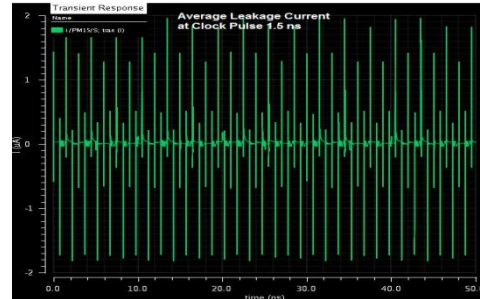 Transient Response
Name
Average Leakage Current
at Clock Pulse 1.5 ns
I (µA)
2
1
0
-1
-2
0.0
10.0
20.0
30.0
40.0
50.0
time (ns)